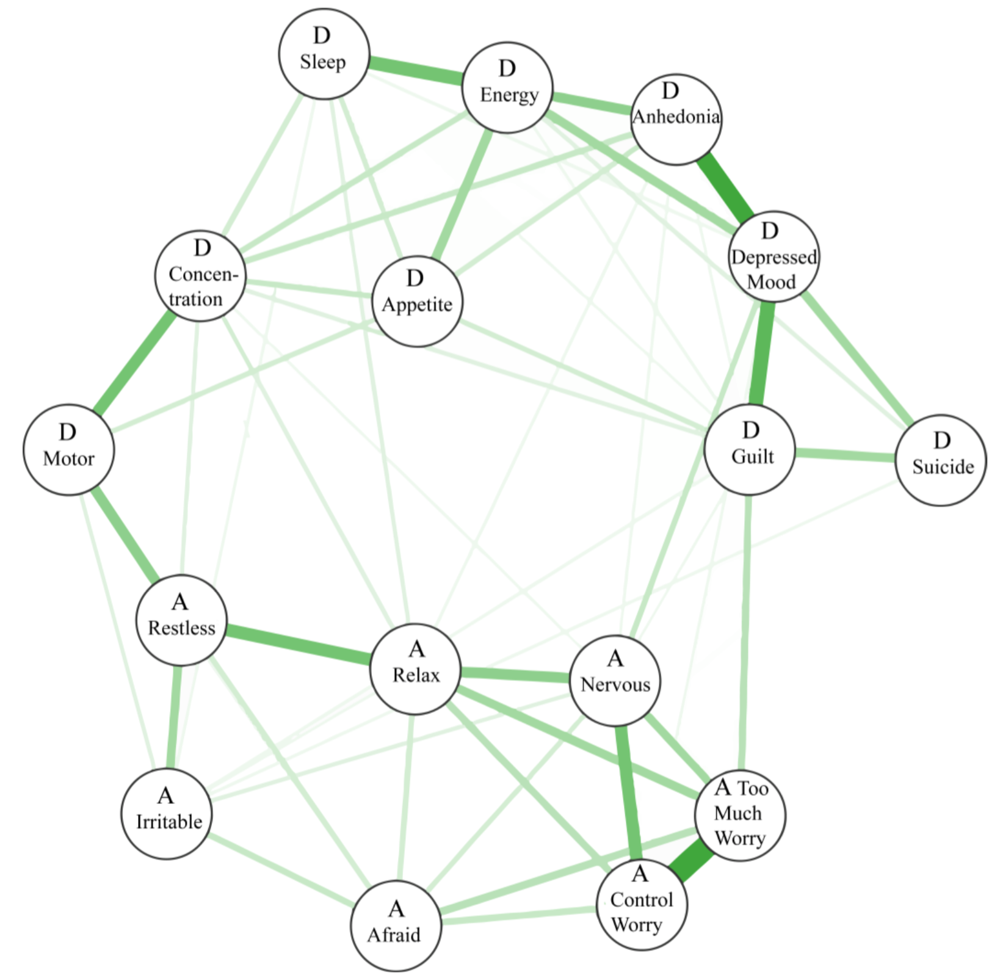 D
Sleep
D
Energy
D
Anhedonia
D
Depressed
Mood
D
Concen-
tration
D
Appetite
D
Motor
D
Guilt
D
Suicide
A
Restless
A
Relax
A
Nervous
A
Irritable
A Too
Much
Worry
A
Control
Worry
A
Afraid